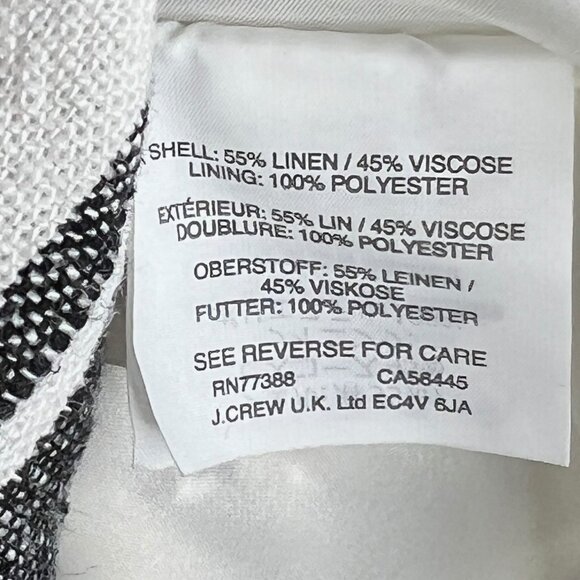 SHELL: 55% LINEN / 45% VISCOSE
LINING: 100% POLYESTER
EXTÉRIEUR: 55% LIN / 45% VISCOSE
DOUBLURE: 100% POLYESTER
OBERSTOFF: 55% LEINEN /
45% VISKOSE
FUTTER: 100% POLYESTER
SEE REVERSE FOR CARE
RN77388 CA56445
J.CREW U.K. Ltd EC4V 6JA